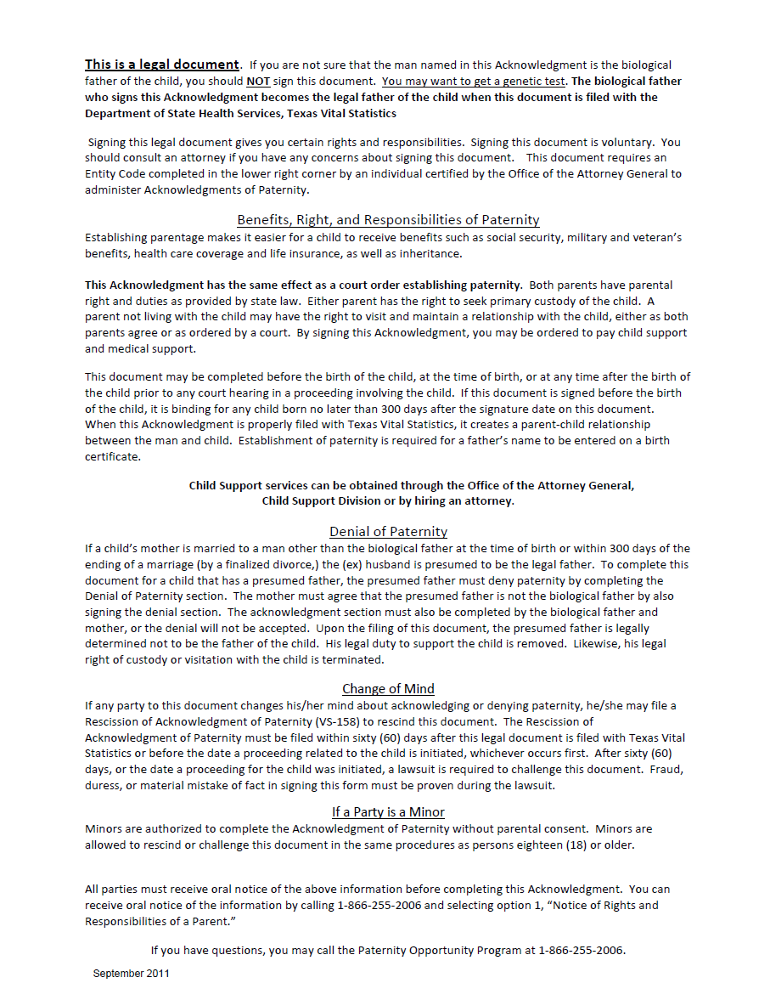 This is a legal document. If you are not sure that the man named in this Acknowledgment is the biological
father of the child, you should NOT sign this document. You may want to get a genetic test. The biological father
who signs this Acknowledgment becomes the legal father of the child when this document is filed with the
Department of State Health Services, Texas Vital Statistics
Signing this legal document gives you certain rights and responsibilities. Signing this document is voluntary. You
should consult an attorney if you have any concerns about signing this document. This document requires an
Entity Code completed in the lower right corner by an individual certified by the Office of the Attorney General to
administer Acknowledgments of Paternity.
Benefits, Right, and Responsibilities of Paternity
Establishing parentage makes it easier for a child to receive benefits such as social security, military and veteran’s
benefits, health care coverage and life insurance, as well as inheritance.
This Acknowledgment has the same effect as a court order establishing paternity. Both parents have parental
right and duties as provided by state law. Either parent has the right to seek primary custody of the child. A
parent not living with the child may have the right to visit and maintain a relationship with the child, either as both
parents agree or as ordered by a court. By signing this Acknowledgment, you may be ordered to pay child support
and medical support.
This document may be completed before the birth of the child, at the time of birth, or at any time after the birth of
the child prior to any court hearing in a proceeding involving the child. If this document is signed before the birth
of the child, it is binding for any child born no later than 300 days after the signature date on this document.
When this Acknowledgment is properly filed with Texas Vital Statistics, it creates a parent-child relationship
between the man and child. Establishment of paternity is required for a father’s name to be entered on a birth
certificate.
Child Support services can be obtained through the Office of the Attorney General,
Child Support Division or by hiring an attorney.
Denial of Paternity
If a child’s mother is married to a man other than the biological father at the time of birth or within 300 days of the
ending of a marriage (by a finalized divorce,) the (ex) husband is presumed to be the legal father. To complete this
document for a child that has a presumed father, the presumed father must deny paternity by completing the
Denial of Paternity section. The mother must agree that the presumed father is not the biological father by also
signing the denial section. The acknowledgment section must also be completed by the biological father and
mother, or the denial will not be accepted. Upon the filing of this document, the presumed father is legally
determined not to be the father of the child. His legal duty to support the child is removed. Likewise, his legal
right of custody or visitation with the child is terminated.
Change of Mind
If any party to this document changes his/her mind about acknowledging or denying paternity, he/she may file a
Rescission of Acknowledgment of Paternity (VS-158) to rescind this document. The Rescission of
Acknowledgment of Paternity must be filed within sixty (60) days after this legal document is filed with Texas Vital
Statistics or before the date a proceeding related to the child is initiated, whichever occurs first. After sixty (60)
days, or the date a proceeding for the child was initiated, a lawsuit is required to challenge this document. Fraud,
duress, or material mistake of fact in signing this form must be proven during the lawsuit.
If a Party is a Minor
Minors are authorized to complete the Acknowledgment of Paternity without parental consent. Minors are
allowed to rescind or challenge this document in the same procedures as persons eighteen (18) or older.
All parties must receive oral notice of the above information before completing this Acknowledgment. You can
receive oral notice of the information by calling 1-866-255-2006 and selecting option 1, “Notice of Rights and
Responsibilities of a Parent.”
If you have questions, you may call the Paternity Opportunity Program at 1-866-255-2006.
September 2011